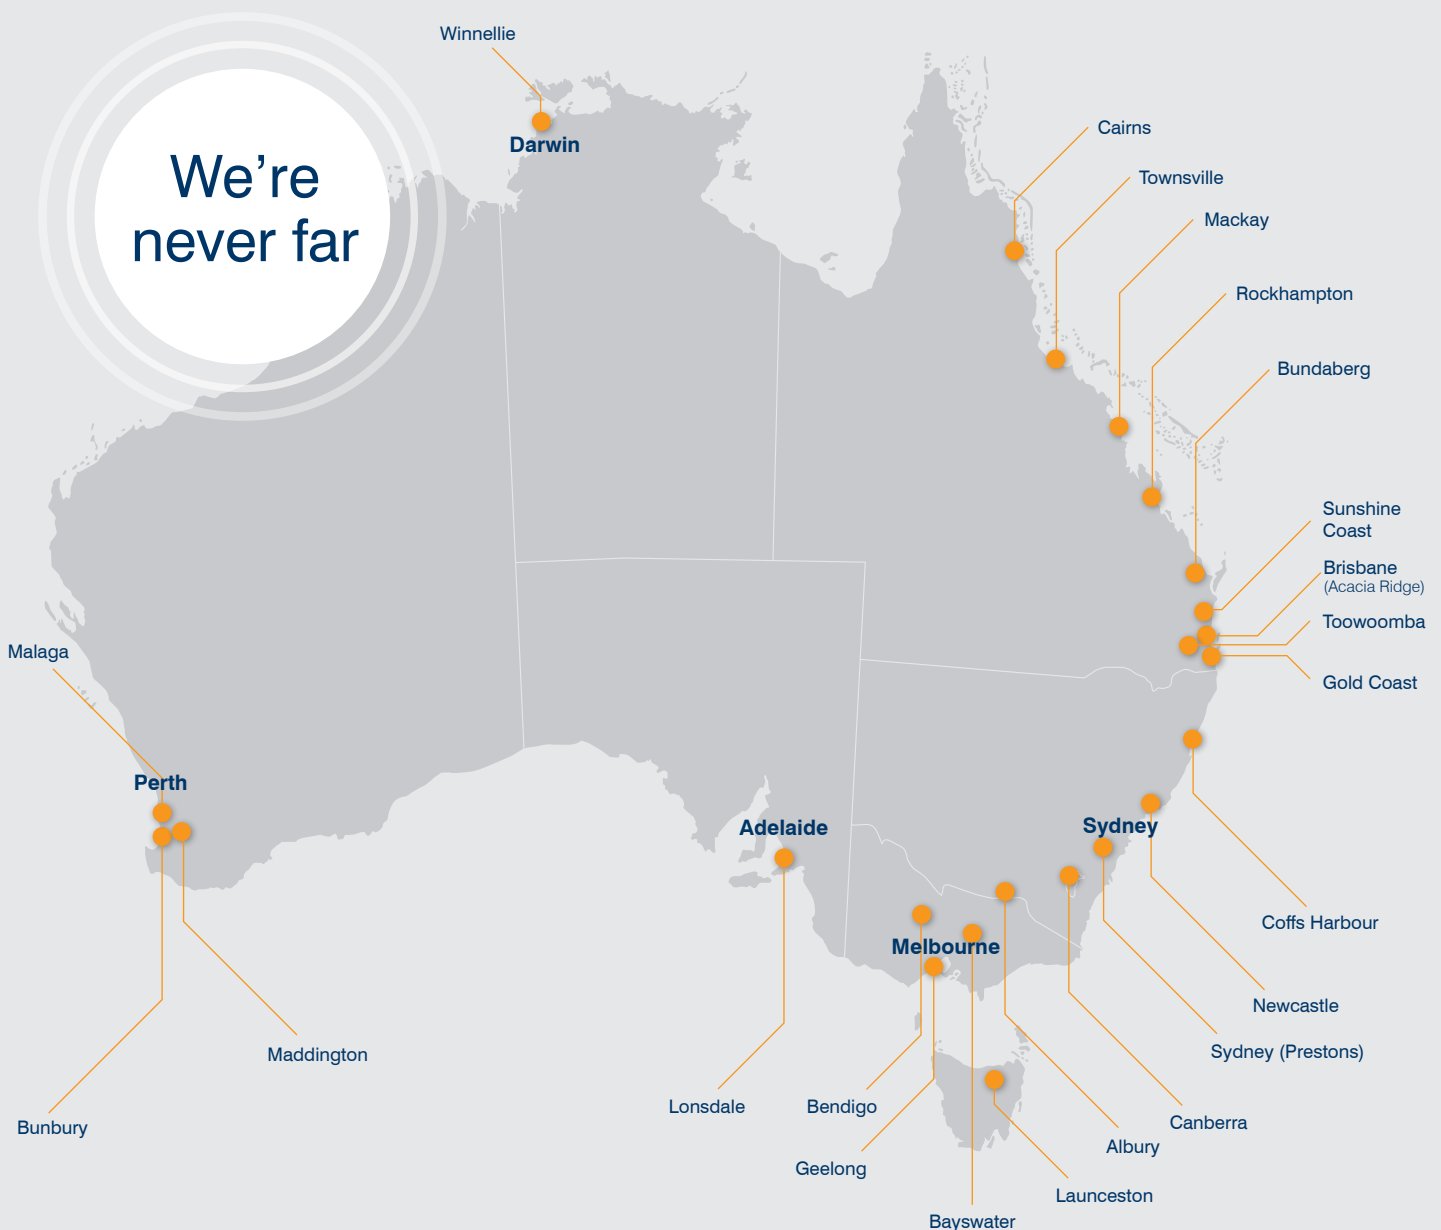 We’re
never far
Winnellie
Darwin
Cairns
Townsville
Mackay
Rockhampton
Bundaberg
Sunshine
Coast
Brisbane
(Acacia Ridge)
Toowoomba
Gold Coast
Malaga
Perth
Adelaide
Sydney
Melbourne
Coffs Harbour
Newcastle
Sydney (Prestons)
Maddington
Lonsdale
Bendigo
Canberra
Bunbury
Albury
Geelong
Launceston
Bayswater